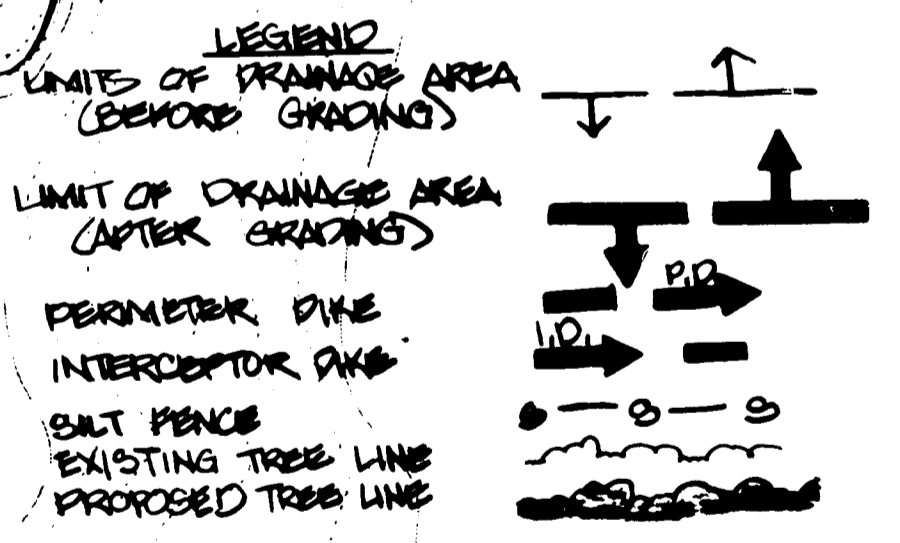 LEGEND
LIMITS OF DRAINAGE AREA
(BEFORE GRADING)
LIMIT OF DRAINAGE AREA
(AFTER GRADING)
P.D.
PERIMETER DIKE
I.D.
INTERCEPTOR DIKE
SILT FENCE S — S — S
EXISTING TREE LINE
PROPOSED TREE LINE